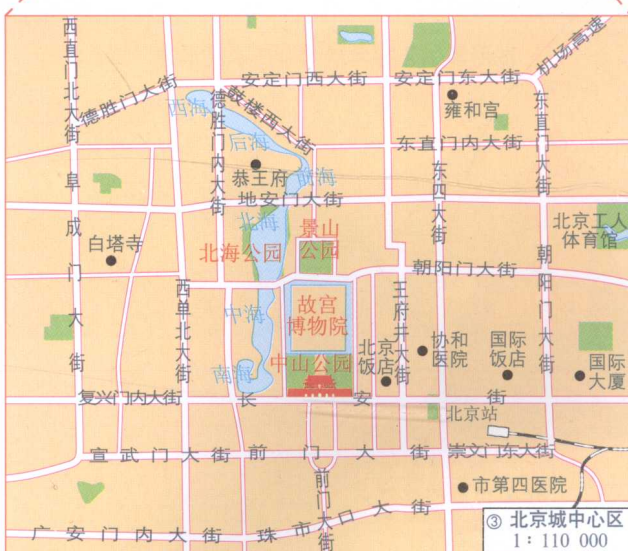 西直门北大街
德胜门大街
安定门西大街
安定门东大街
机场高速
西海
鼓楼西大街
德胜门内大街
雍和宫
东直门大街
后海
东直门内大街
恭王府
前海
东四大街
地安门大街
阜成门大街
北海
景山
公园
北京工人
体育馆
白塔寺
北海公园
朝阳门大街
朝阳门大街
西单北大街
故宫
博物院
王府井大街
中海
协和
医院
国际
饭店
北京
饭店
中山公园
国际
大厦
南海
复兴门内大街
长安街
北京站
宣武门大街
前门大街
崇文门东大街
前门大街
市第四医院
广安门内大街
珠市口大街
③ 北京城中心区
1：110 000